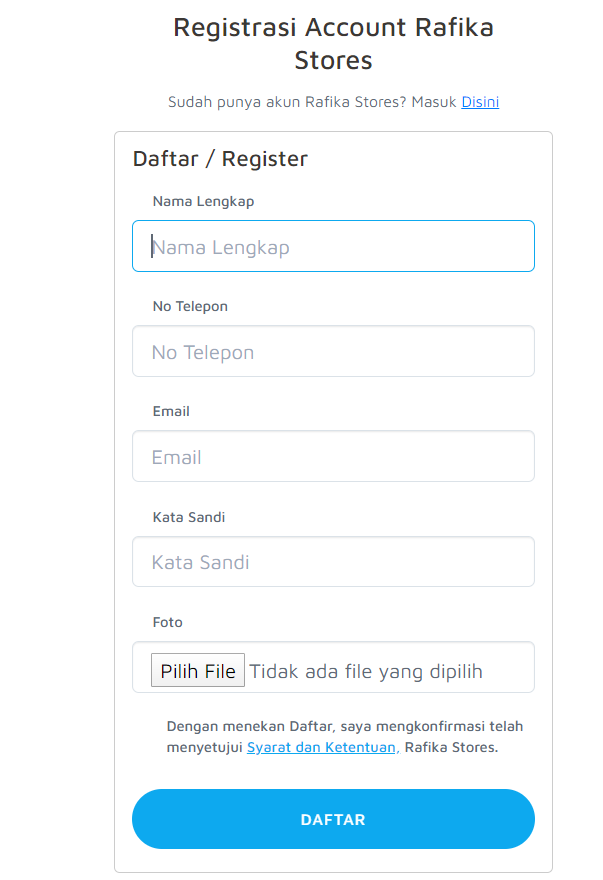 Registrasi Account Rafika
Stores
Sudah punya akun Rafika Stores? Masuk Disini
Daftar / Register
Nama Lengkap
Nama Lengkap
No Telepon
No Telepon
Email
Email
Kata Sandi
Kata Sandi
Foto
Pilih File Tidak ada file yang dipilih
Dengan menekan Daftar, saya mengkonfirmasi telah
menyetujui Syarat dan Ketentuan, Rafika Stores.
DAFTAR